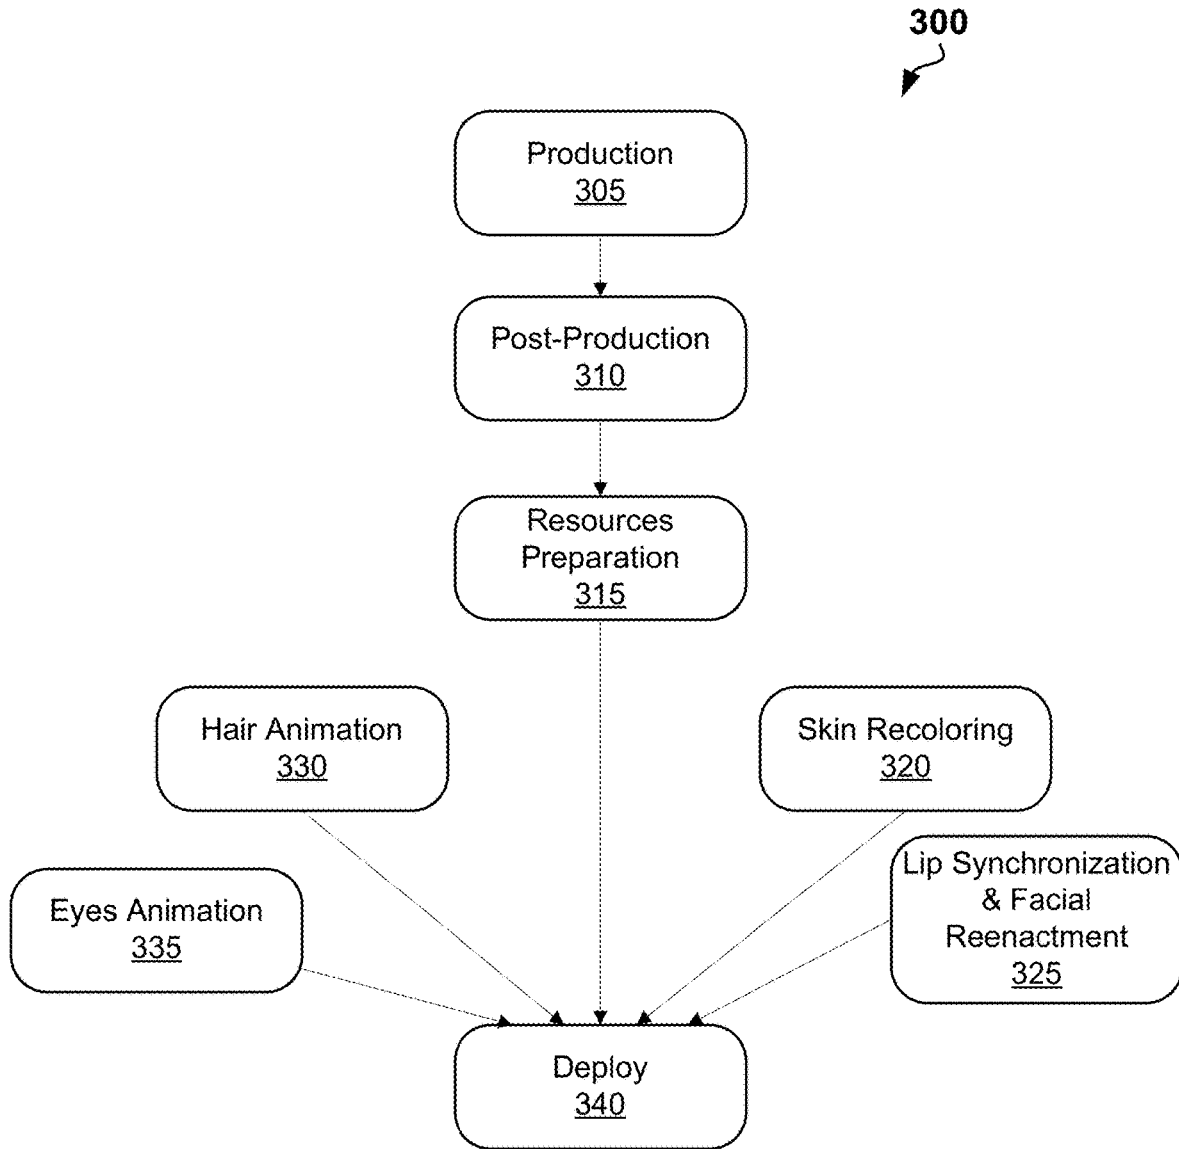 300
Production
305
Post-Production
310
Resources
Preparation
315
Hair Animation
330
Skin Recoloring
320
Eyes Animation
335
Lip Synchronization
& Facial
Reenactment
325
Deploy
340